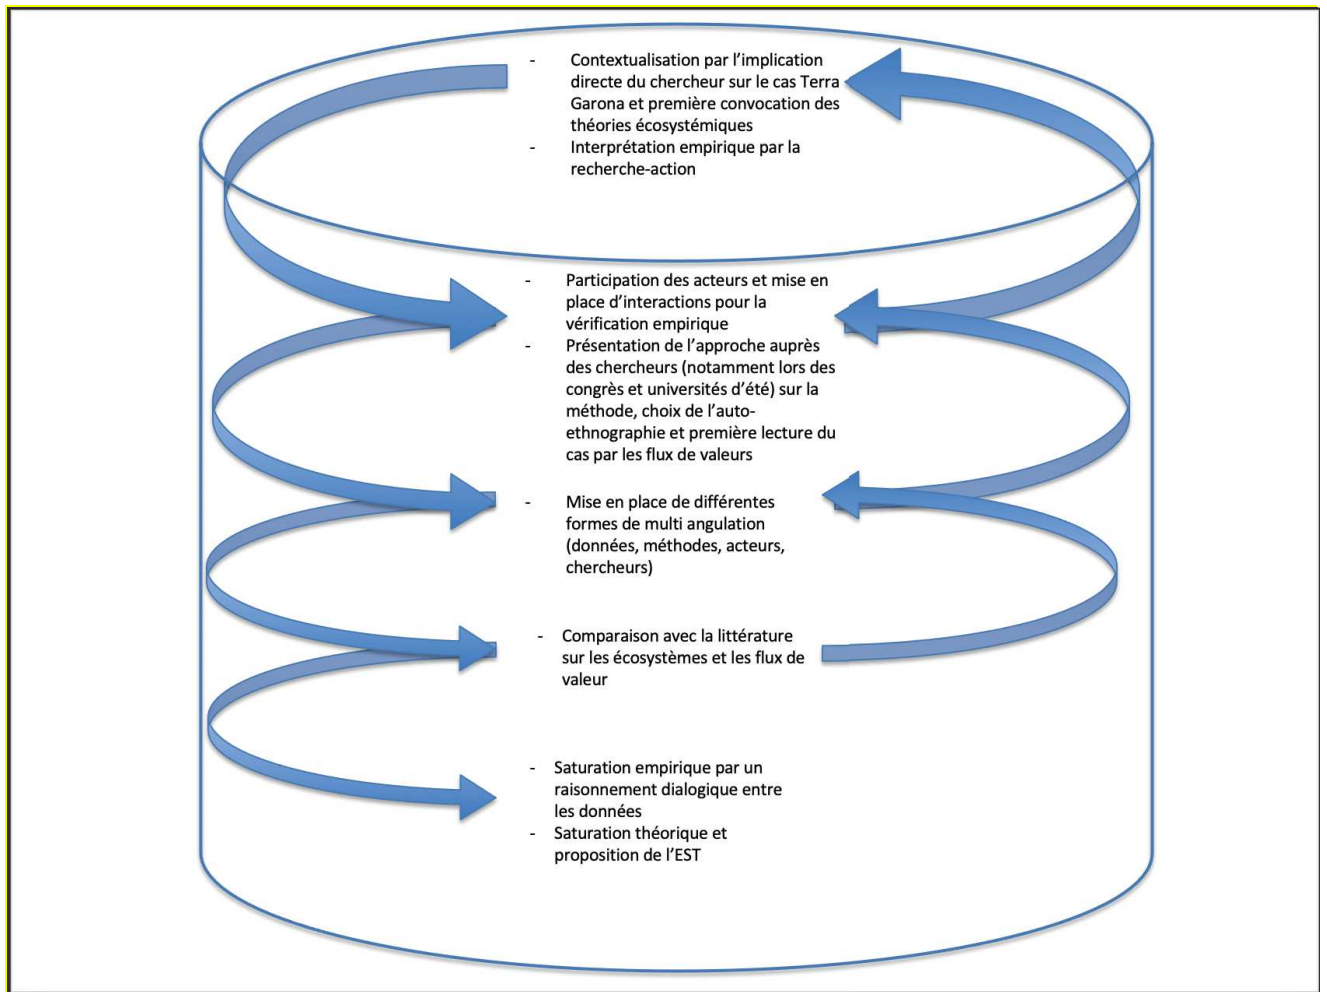 - Contextualisation par l'implication
directe du chercheur sur le cas Terra
Garona et première convocation des
théories écosystémiques
- Interprétation empirique par la
recherche-action
- Participation des acteurs et mise en
place d'interactions pour la
vérification empirique
- Présentation de l'approche auprès
des chercheurs (notamment lors des
congrès et universités d'été) sur la
méthode, choix de l'auto-
ethnographie et première lecture du
cas par les flux de valeurs
- Mise en place de différentes
formes de multi angulation
(données, méthodes, acteurs,
chercheurs)
- Comparaison avec la littérature
sur les écosystèmes et les flux de
valeur
- Saturation empirique par un
raisonnement dialogique entre
les données
- Saturation théorique et
proposition de l'EST